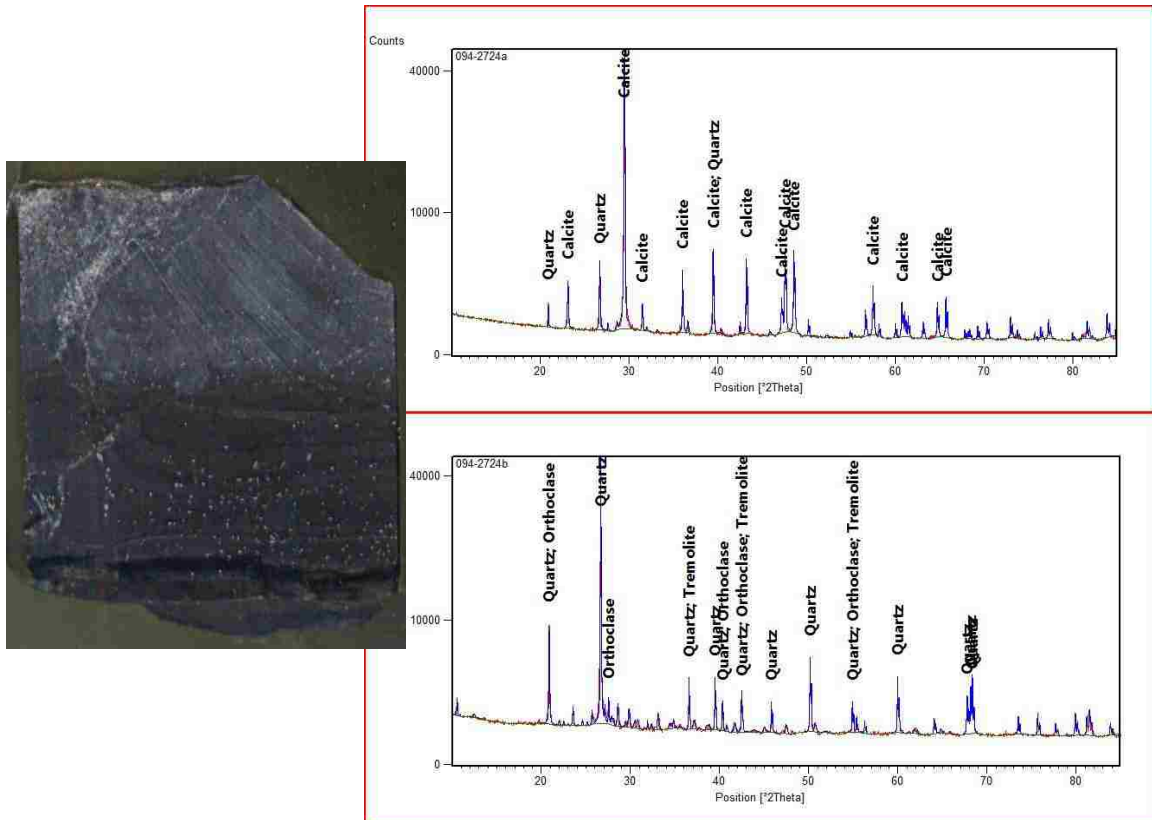 Counts
094-2724a
40000
10000
0
Quartz
Calcite
Quartz
Calcite
Calcite
Calcite
Calcite; Quartz
Calcite
Calcite
Calcite
Calcite
Calcite
Calcite
Calcite
Calcite
20 30 40 50 60 70 80
Position [°2Theta]
094-2724b
40000
10000
0
Quartz; Orthoclase
Quartz
Orthoclase
Quartz; Tremolite
Quartz
Quartz; Orthoclase
Quartz; Orthoclase; Tremolite
Quartz
Quartz
Quartz; Orthoclase; Tremolite
Quartz
Quartz
Quartz
20 30 40 50 60 70 80
Position [°2Theta]